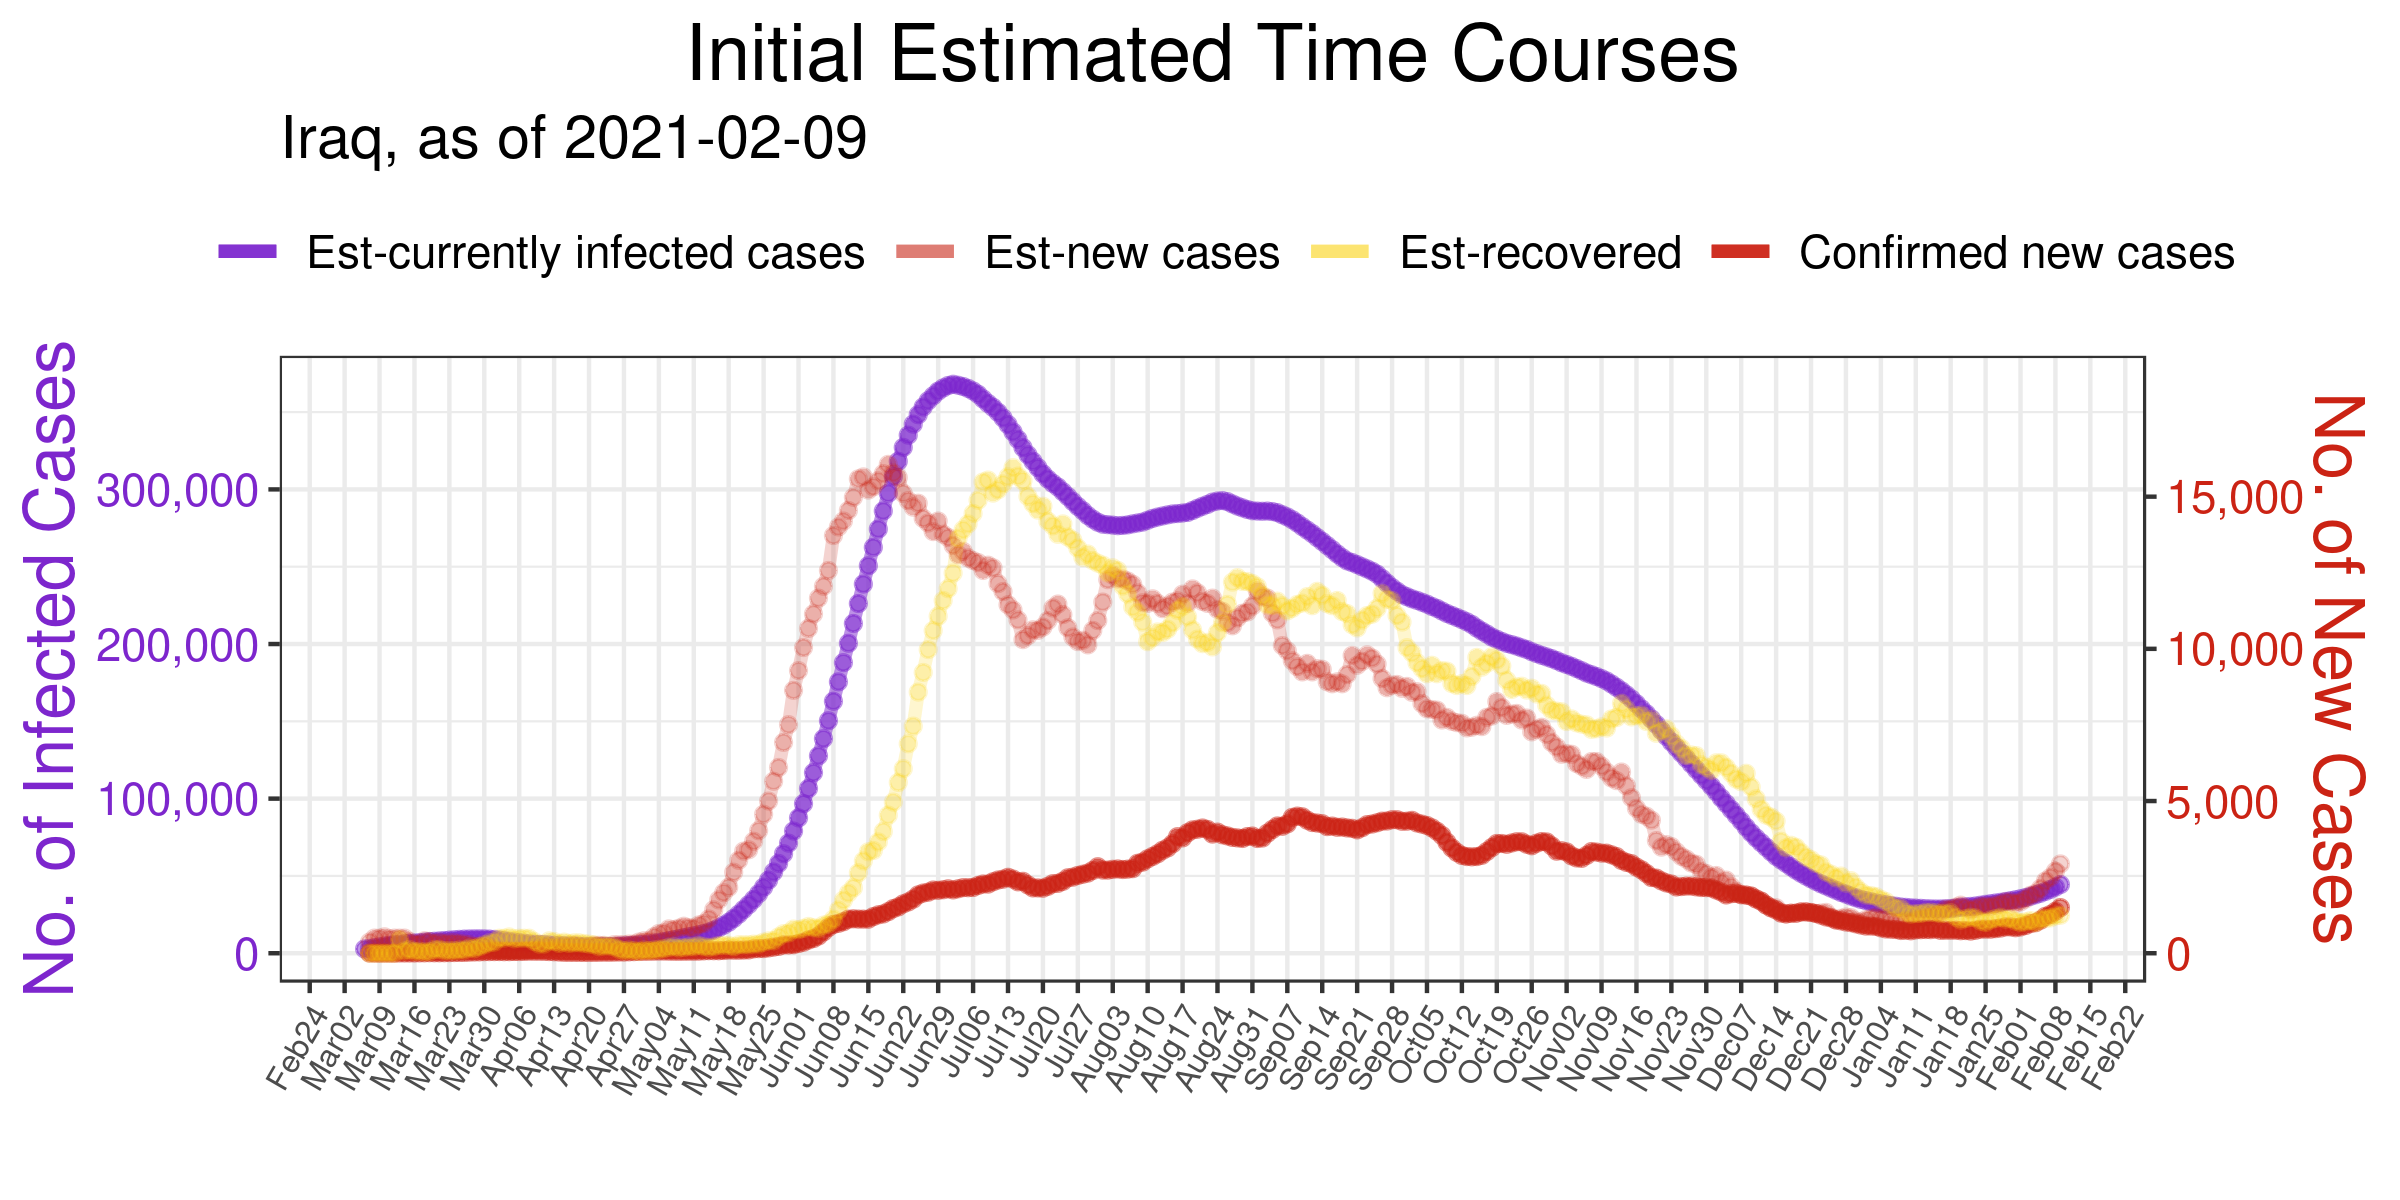 Initial Estimated Time Courses
Iraq, as of 2021-02-09
Est-currently infected cases Est-new cases Est-recovered Confirmed new cases
No. of Infected Cases
300,000
200,000
100,000
0
15,000
10,000
5,000
0
No. of New Cases
Feb24 Mar02 Mar09 Mar16 Mar23 Mar30 Apr06 Apr13 Apr20 Apr27 May04 May11 May18 May25 Jun01 Jun08 Jun15 Jun22 Jun29 Jul06 Jul13 Jul20 Jul27 Aug03 Aug10 Aug17 Aug24 Aug31 Sep07 Sep14 Sep21 Sep28 Oct05 Oct12 Oct19 Oct26 Nov02 Nov09 Nov16 Nov23 Nov30 Dec07 Dec14 Dec21 Dec28 Jan04 Jan11 Jan18 Jan25 Feb01 Feb08 Feb15 Feb22